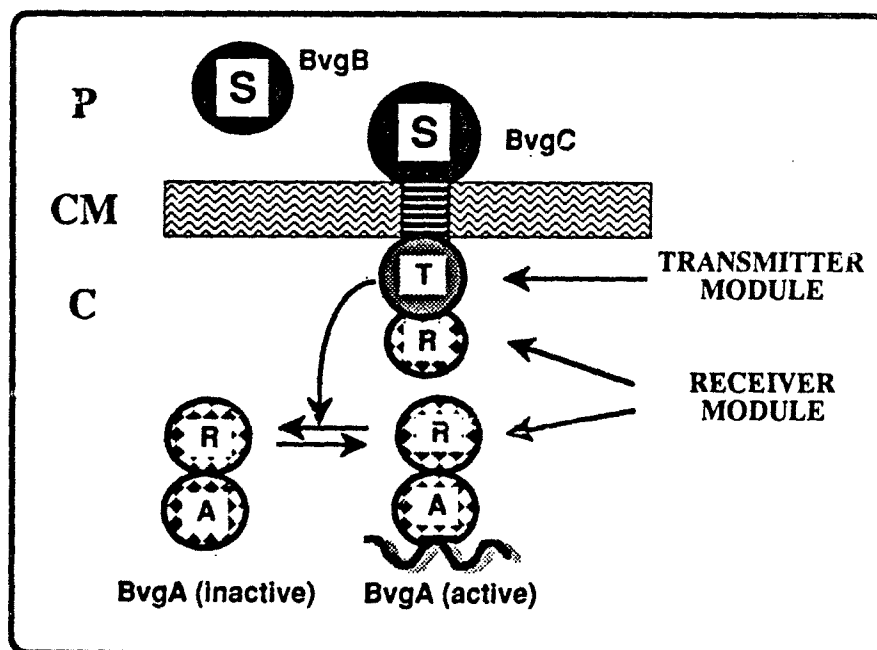 BvgB
S
P
S
BvgC
CM
TRANSMITTER
MODULE
T
C
R
RECEIVER
MODULE
R
R
A
A
BvgA (inactive)
BvgA (active)